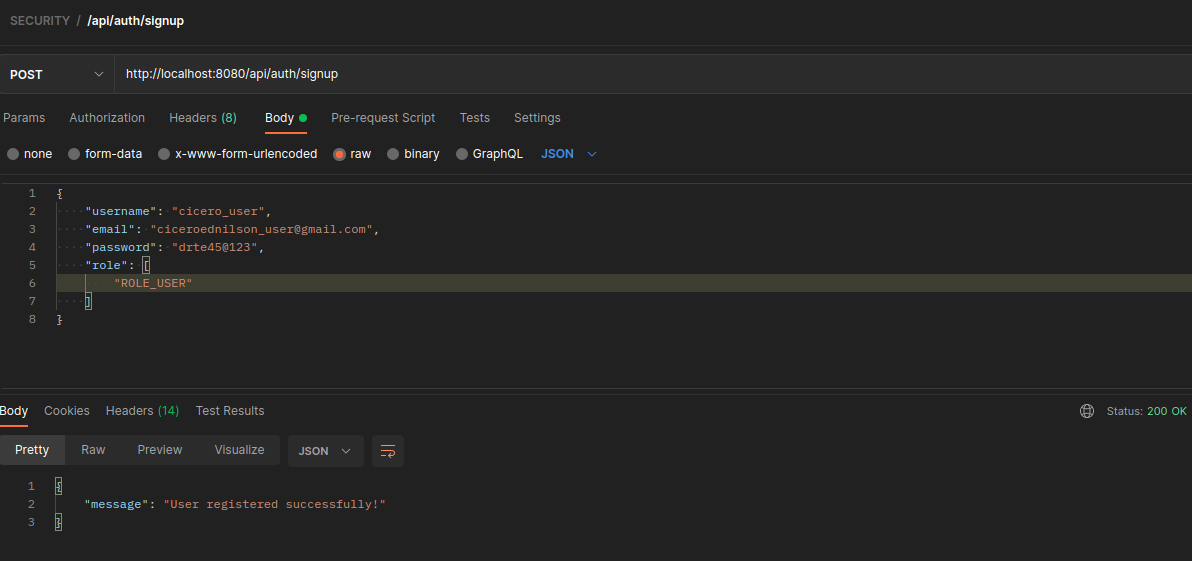 SECURITY / /api/auth/signup
POST http://localhost:8080/api/auth/signup
Params Authorization Headers (8) Body Pre-request Script Tests Settings
none form-data x-www-form-urlencoded raw binary GraphQL JSON
1 {
2 "username": "cicero_user",
3 "email": "ciceroednilson_user@gmail.com",
4 "password": "drte45@123",
5 "role": [
6 "ROLE_USER"
7 ]
8 }
Body Cookies Headers (14) Test Results Status: 200 OK
Pretty Raw Preview Visualize JSON
1 {
2 "message": "User registered successfully!"
3 }